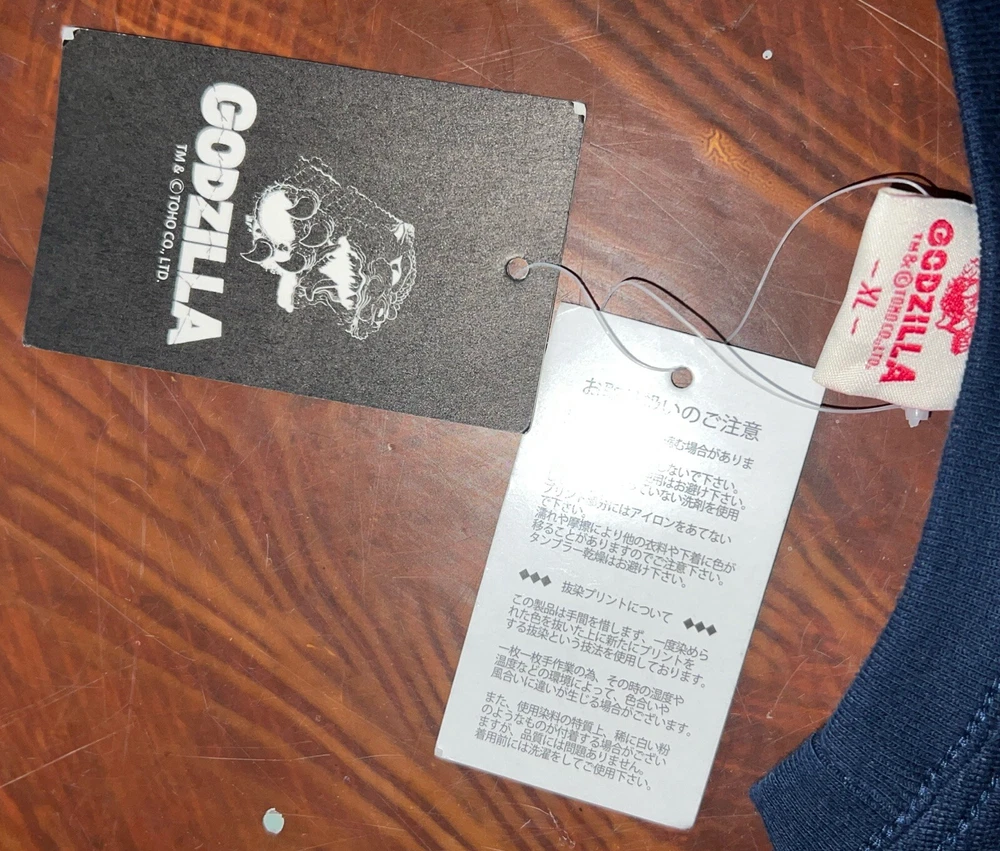 GODZILLA
TM & ©TOHO CO., LTD.
GODZILLA
TM & ©TOHO CO., LTD.
- XL -
いのご注意
む場合がありま
ないで下さい。
はお避け下さい。
ていない洗剤を使用
で下さい。
プリント部分にはアイロンをあてない
濡れや摩擦により他の衣料や下着に色が
移ることがありますのでご注意下さい。
タンブラー乾燥はお避け下さい。
◆◆◆ 抜染プリントについて ◆◆◆
この製品は手間を惜しまず、一度染めら
れた色を抜いた上に新たにプリントを
する抜染という技法を使用しております。
一枚一枚手作業の為、その時の湿度や
温度などの環境によって、色合いや
風合いに違いが生じる場合がございます。
また、使用染料の特質上、稀に白い粉
のようなものが付着する場合がござい
ますが、品質には問題ありません。
着用前には洗濯をしてご使用下さい。